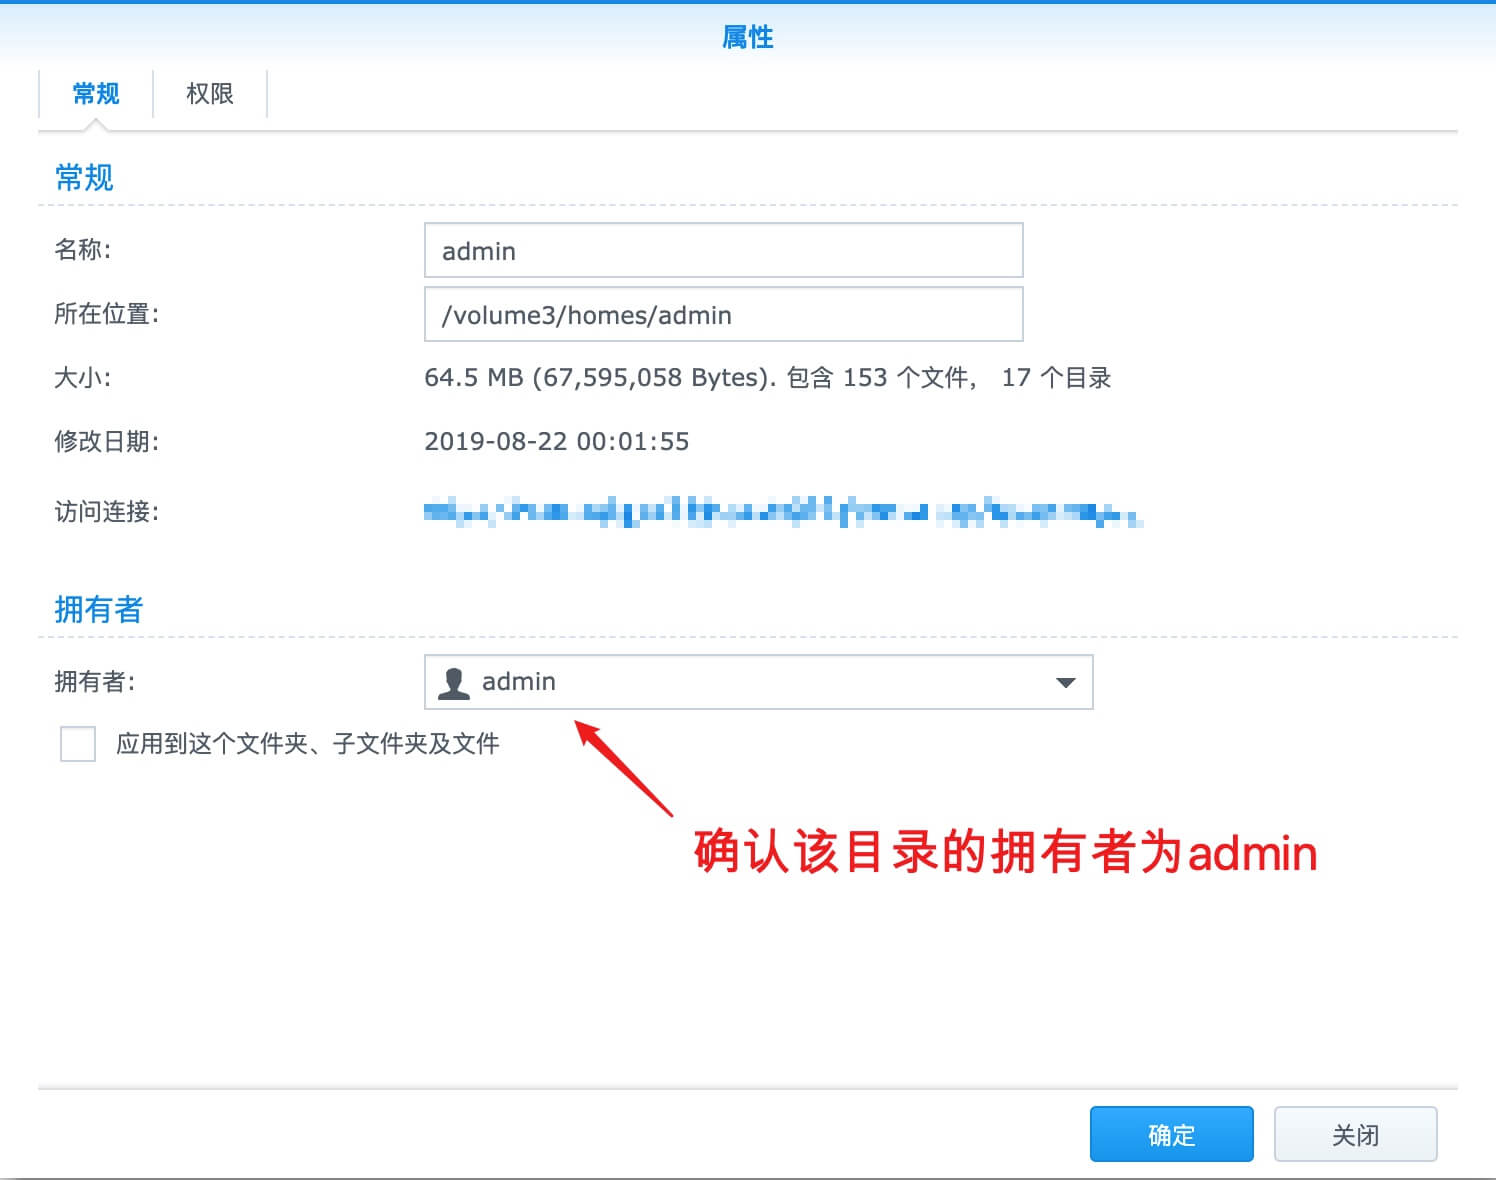 属性
常规
权限
常规
名称:
admin
所在位置:
/volume3/homes/admin
大小:
64.5 MB (67,595,058 Bytes). 包含 153 个文件， 17 个目录
修改日期:
2019-08-22 00:01:55
访问连接:
拥有者
拥有者:
admin
应用到这个文件夹、子文件夹及文件
确认该目录的拥有者为admin
确定
关闭